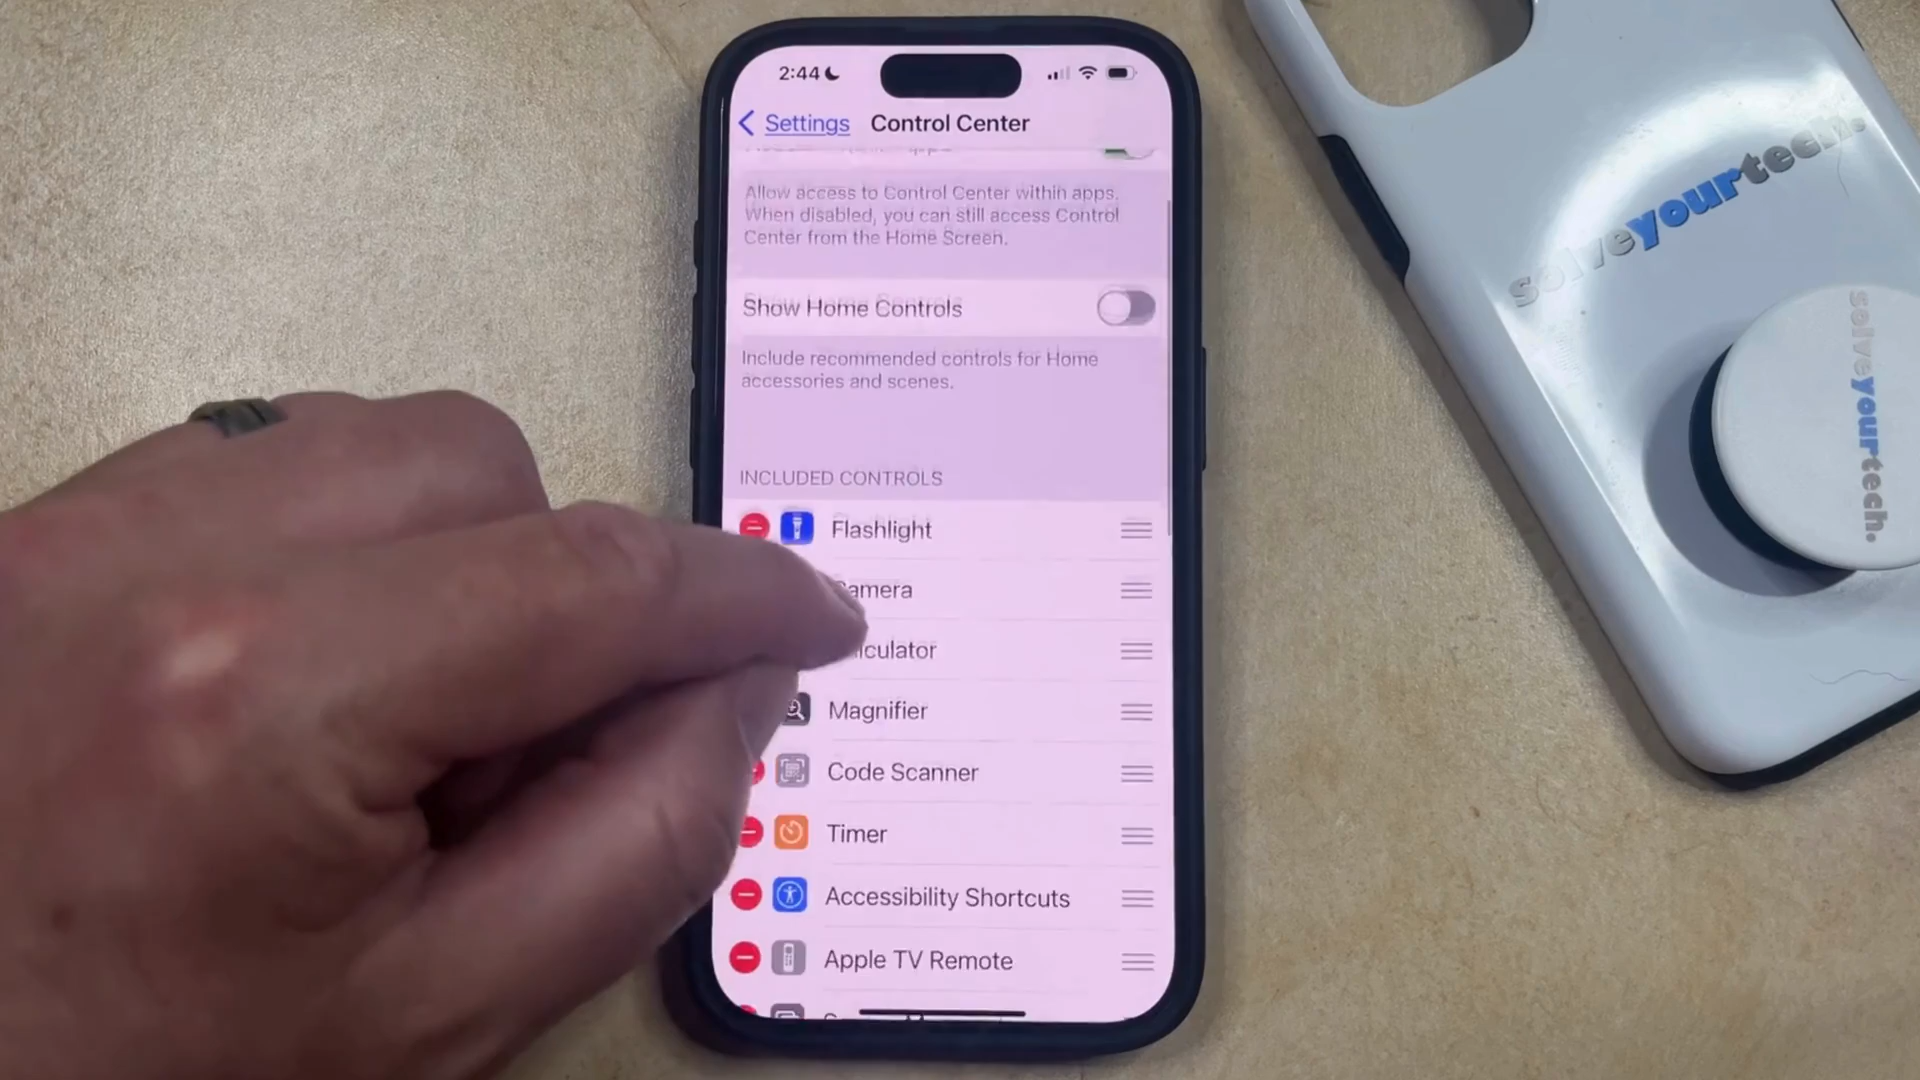 2:44
Settings
Control Center
Allow access to Control Center within apps.
When disabled, you can still access Control
Center from the Home Screen.
Show Home Controls
Include recommended controls for Home
accessories and scenes.
INCLUDED CONTROLS
Flashlight
amera
lculator
Magnifier
Code Scanner
Timer
Accessibility Shortcuts
Apple TV Remote
solveyourtech.
solveyourtech.